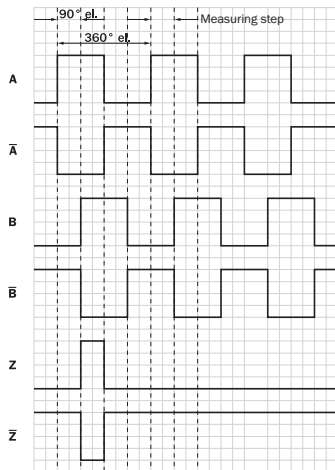 90° el.
Measuring step
360° el.
A
A̅
B
B̅
Z
Z̅